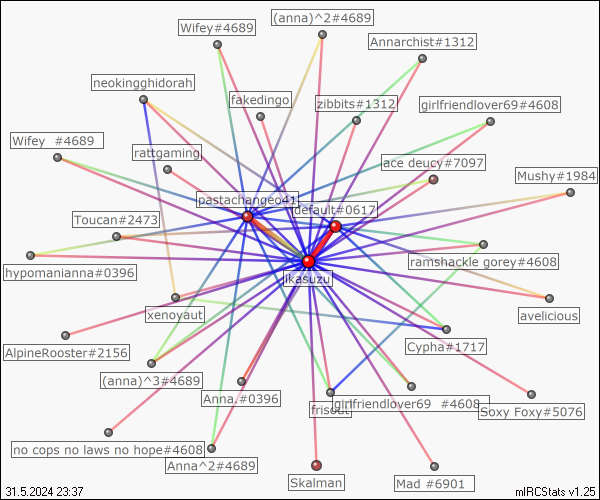 (anna)^2#4689
Wifey#4689
Annarchist#1312
neokingghidorah
fakedingo
zibbits#1312
girlfriendlover69#4608
Wifey  #4689
rattgaming
ace deucy#7097
Mushy#1984
pastachangeo41
default#0617
Toucan#2473
ramshackle gorey#4608
hypomanianna#0396
ikasuzu
xenoyaut
avelicious
AlpineRooster#2156
Cypha#1717
(anna)^3#4689
Anna.#0396
frisout
girlfriendlover69  #4608
Soxy Foxy#5076
no cops no laws no hope#4608
Anna^2#4689
Skalman
Mad #6901
31.5.2024 23:37
mIRCStats v1.25